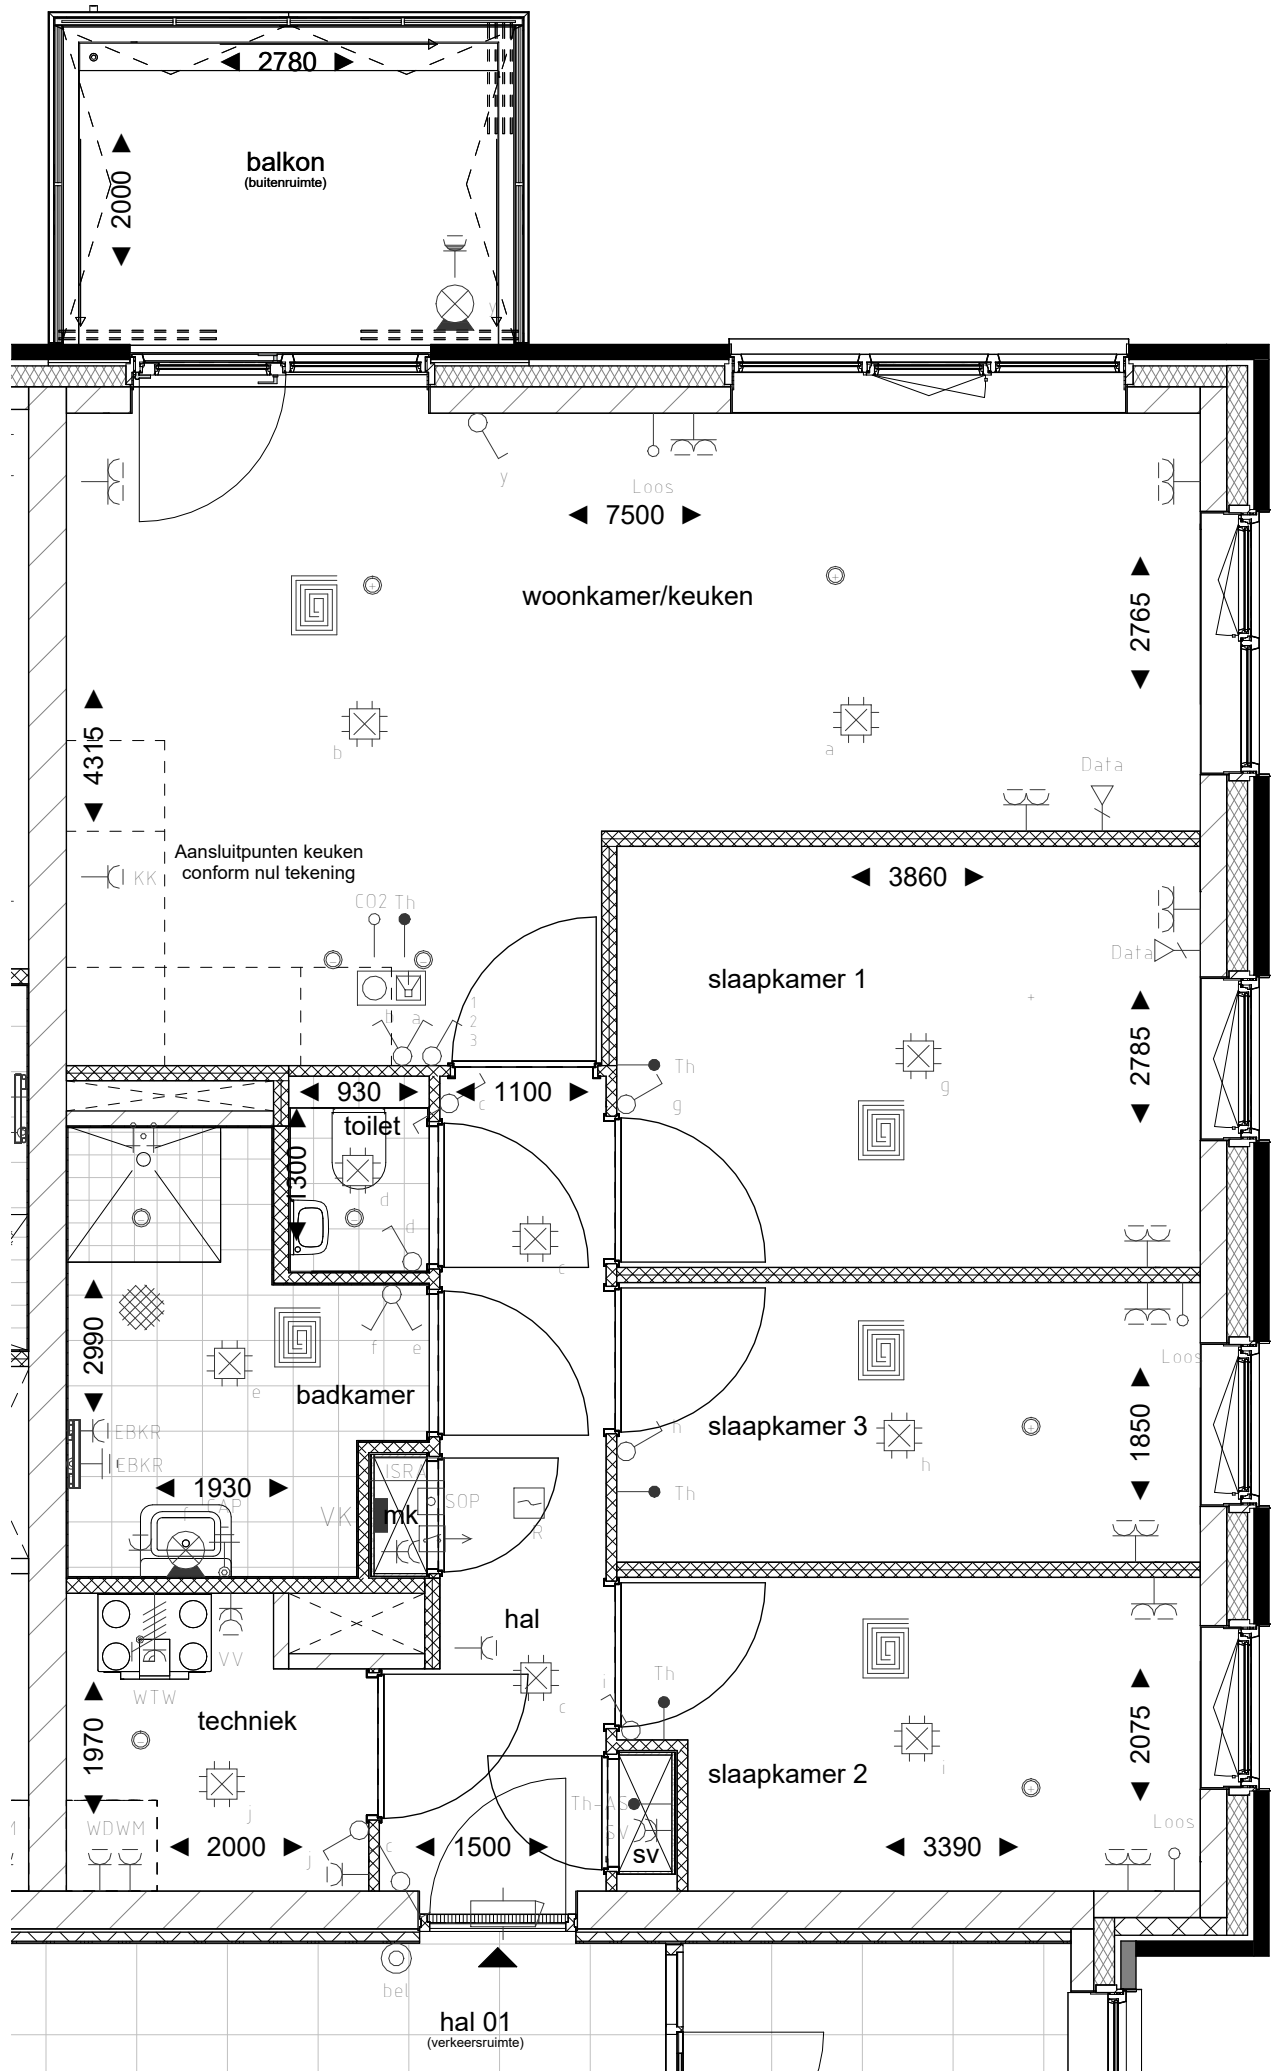 2780
balkon
(buitenruimte)
2000
y
Loos
7500
woonkamer/keuken
2765
b
a
4315
Data
Aansluitpunten keuken
conform nul tekening
KK
3860
CO2 Th
Data
slaapkamer 1
b a
1
2
3
2785
Th
g
g
930
1100
c
toilet
1300
d
d
c
2990
f e
e
badkamer
Loos
slaapkamer 3
1850
h
h
EBKR
EBKR
1930
ISRA
VK
mk
SOP
R
Th
CAP
f
hal
VV
WTW
techniek
c
Th
i
2075
1970
slaapkamer 2
i
j
Th-AS
SV
sv
WDWM
2000
j
c
1500
3390
Loos
M
bel
hal 01
(verkeersruimte)